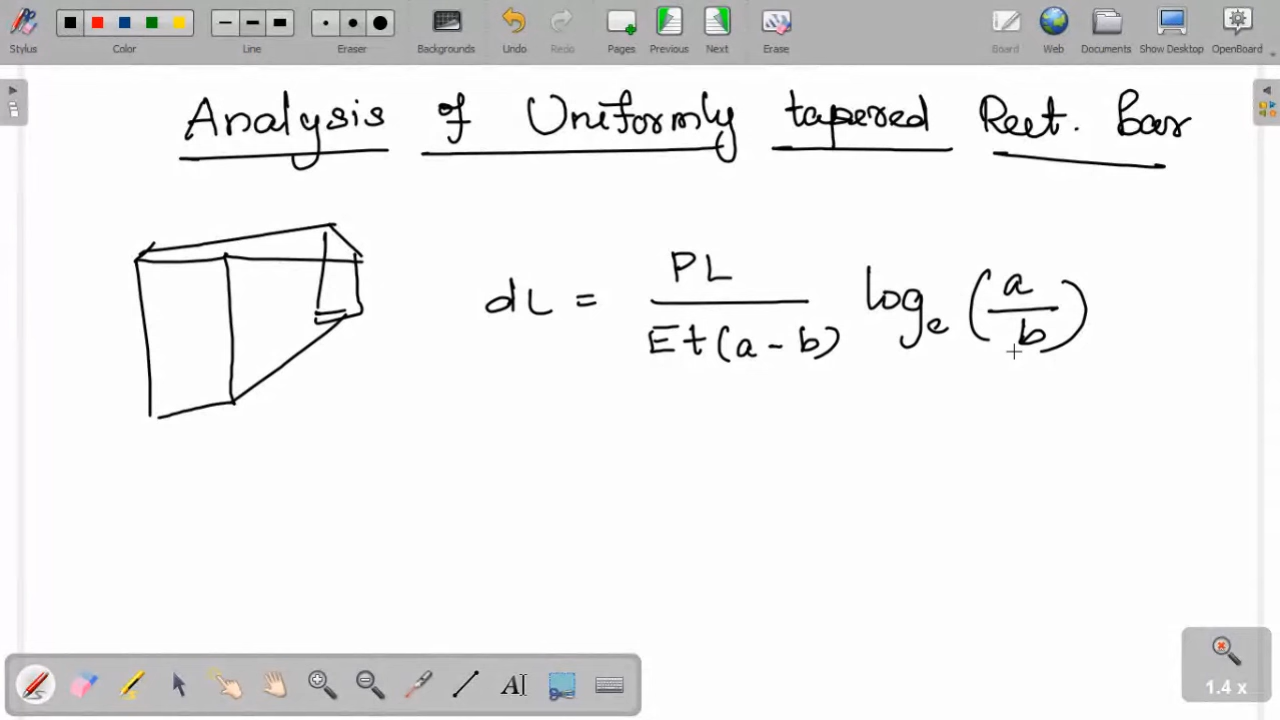 Stylus Color Line Eraser Backgrounds Undo Redo Pages Previous Next Erase Board Web Documents Show Desktop OpenBoard
Analysis of Uniformly tapered Rect. bar
dL = PL / Et(a - b) logₑ (a / b)
AI
1.4 x